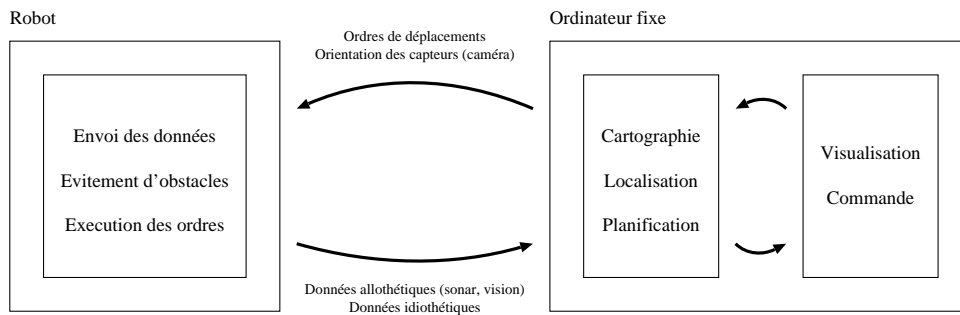 Robot
Ordinateur fixe
Ordres de déplacements
Orientation des capteurs (caméra)
Envoi des données
Evitement d'obstacles
Execution des ordres
Cartographie
Localisation
Planification
Visualisation
Commande
Données allothétiques (sonar, vision)
Données idiothétiques